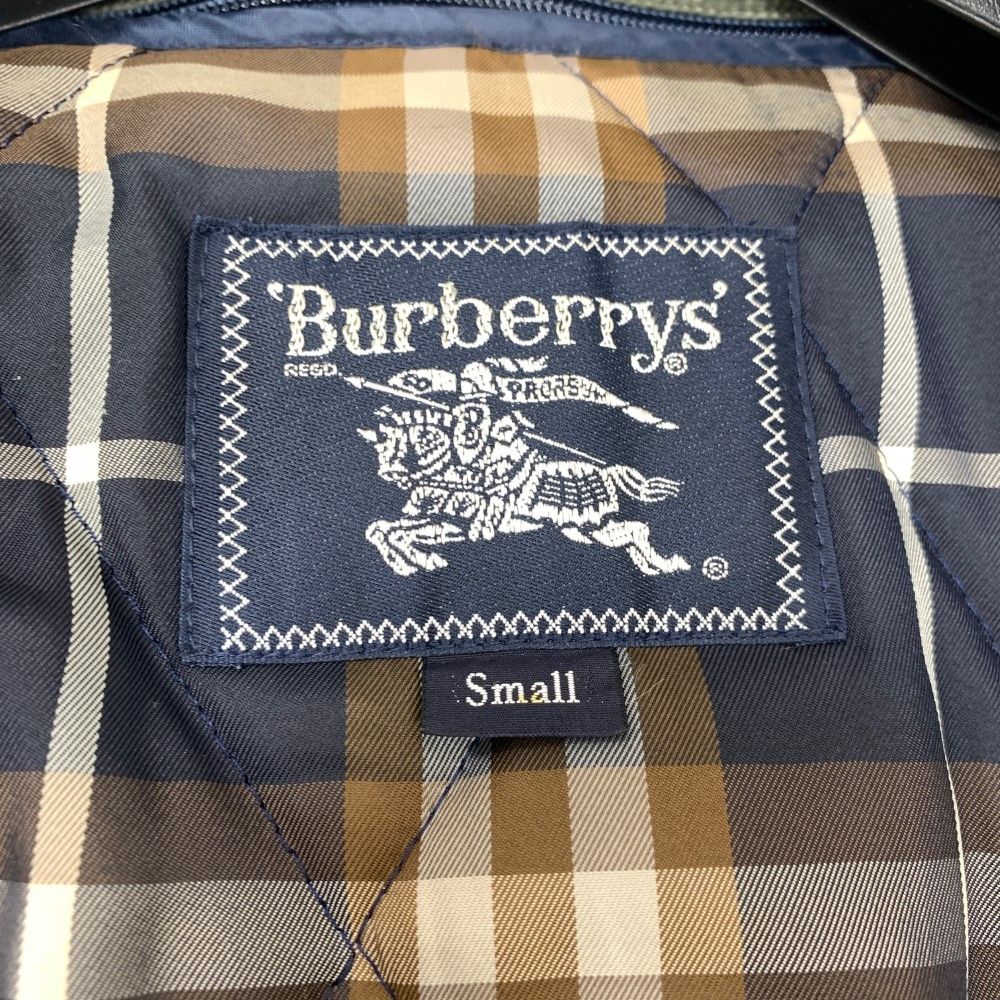 'Burberrys'
REGD. ®
PRORSUM
®
Small